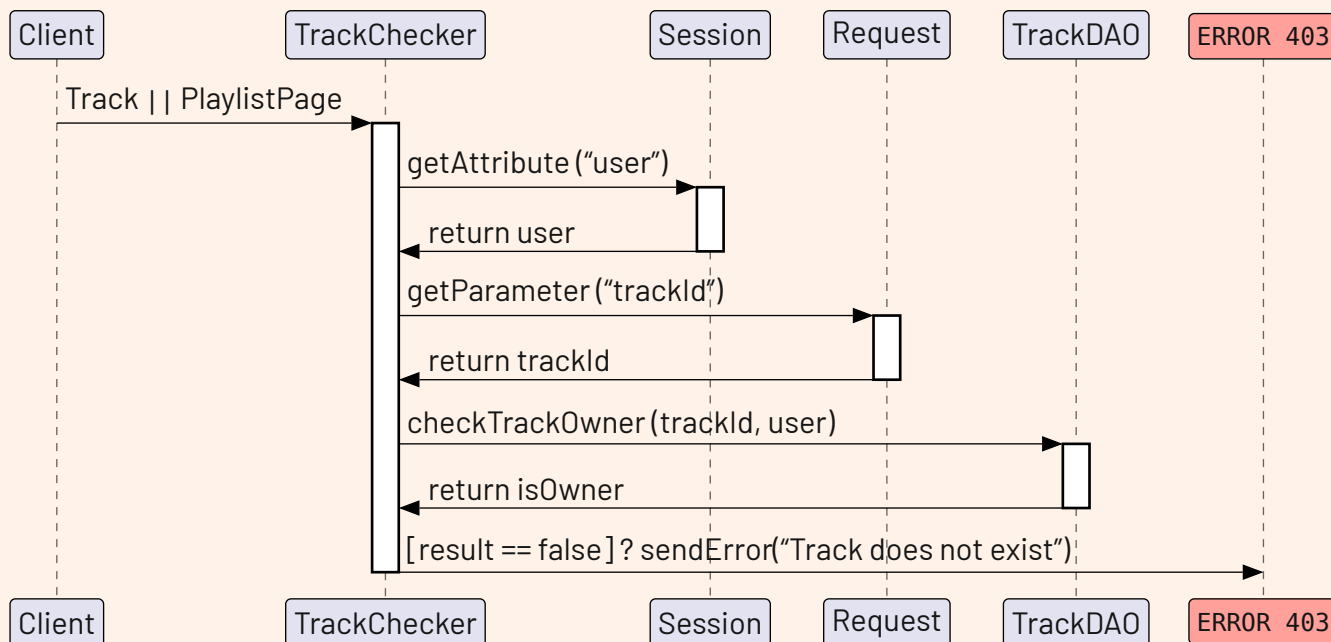 Client TrackChecker Session Request TrackDAO ERROR 403
Track || PlaylistPage
getAttribute (“user”)
return user
getParameter (“trackId”)
return trackId
checkTrackOwner (trackId, user)
return isOwner
[result == false] ? sendError(“Track does not exist”)
Client TrackChecker Session Request TrackDAO ERROR 403